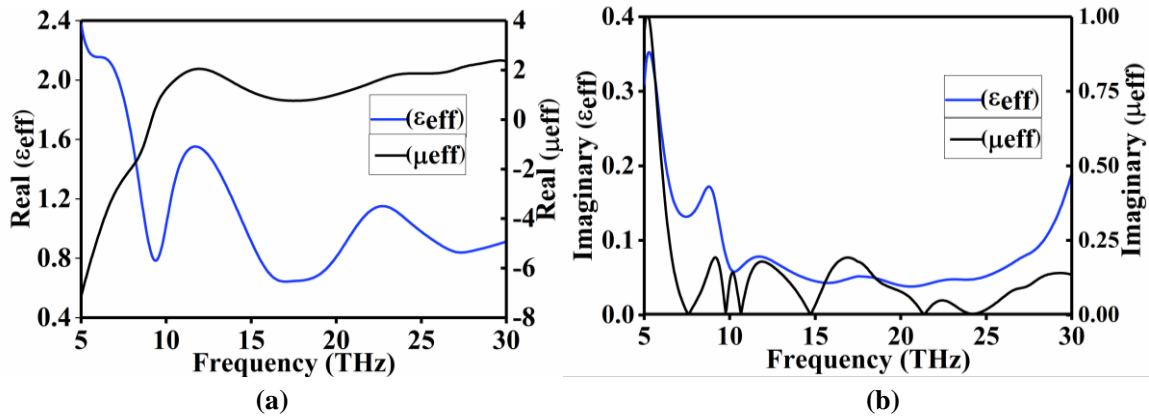 2.4
2.0
1.6
1.2
0.8
0.4
Real (εeff)
4
2
0
-2
-4
-6
-8
Real (μeff)
(εeff)
(μeff)
5 10 15 20 25 30
Frequency (THz)
(a)
0.4
0.3
0.2
0.1
0.0
Imaginary (εeff)
1.00
0.75
0.50
0.25
0.00
Imaginary (μeff)
(εeff)
(μeff)
5 10 15 20 25 30
Frequency (THz)
(b)